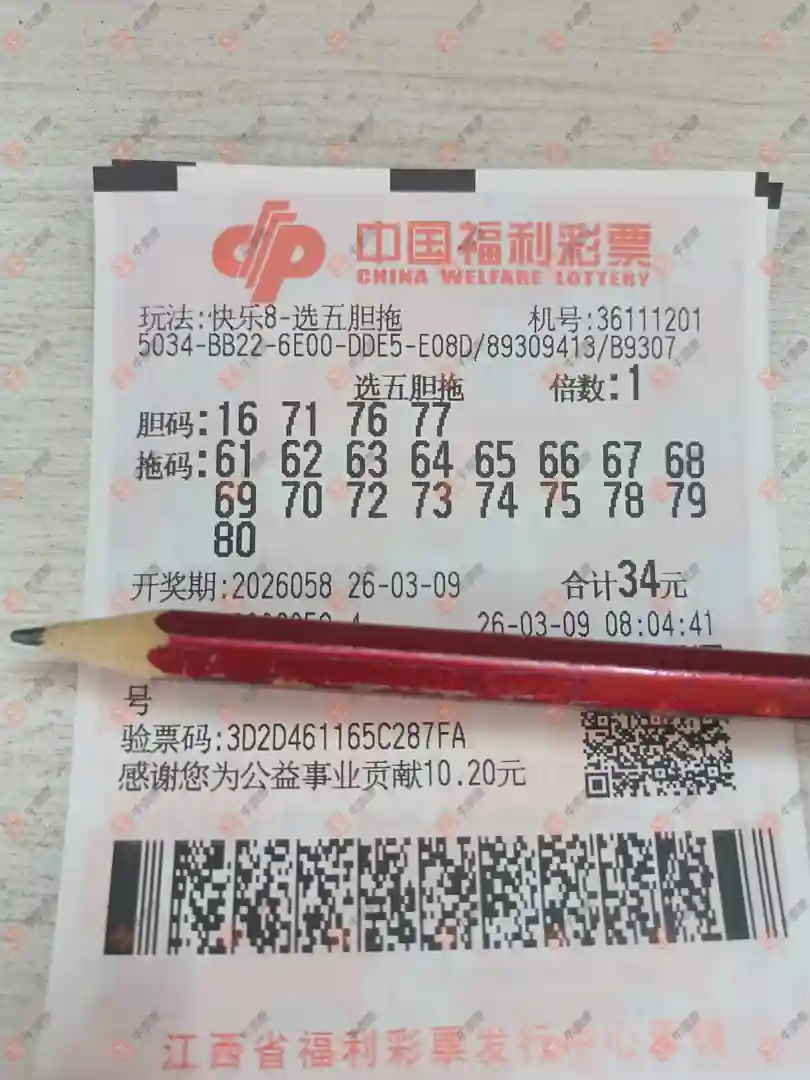 中国福利彩票
CHINA WELFARE LOTTERY
玩法:快乐8-选五胆拖 机号:36111201
5034-BB22-6E00-DDE5-E08D/89309413/B9307
选五胆拖 倍数:1
胆码:16 71 76 77
拖码:61 62 63 64 65 66 67 68
69 70 72 73 74 75 78 79
80
开奖期:2026058 26-03-09 合计34元
26-03-09 08:04:41
号
验票码:3D2D461165C287FA
感谢您为公益事业贡献10.20元
江西省福利彩票发行中心